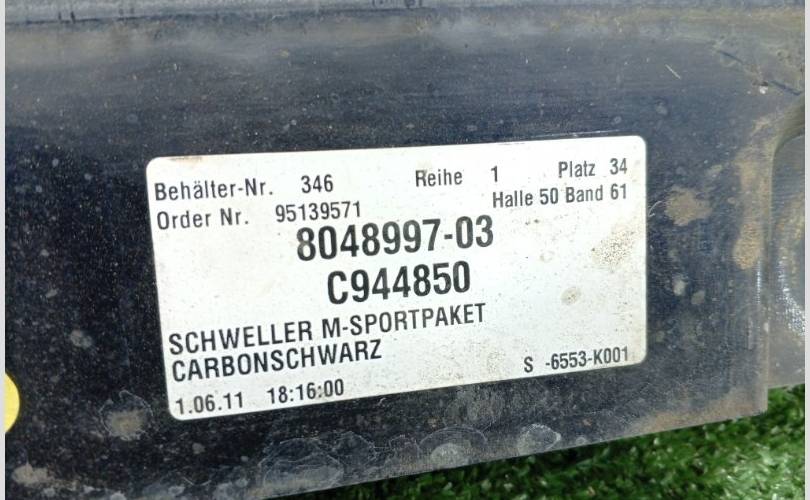 Behälter-Nr. 346 Reihe 1 Platz 34
Order Nr. 95139571 Halle 50 Band 61
8048997-03
C944850
SCHWELLER M-SPORTPAKET
CARBONSCHWARZ
1.06.11 18:16:00 S -6553-K001